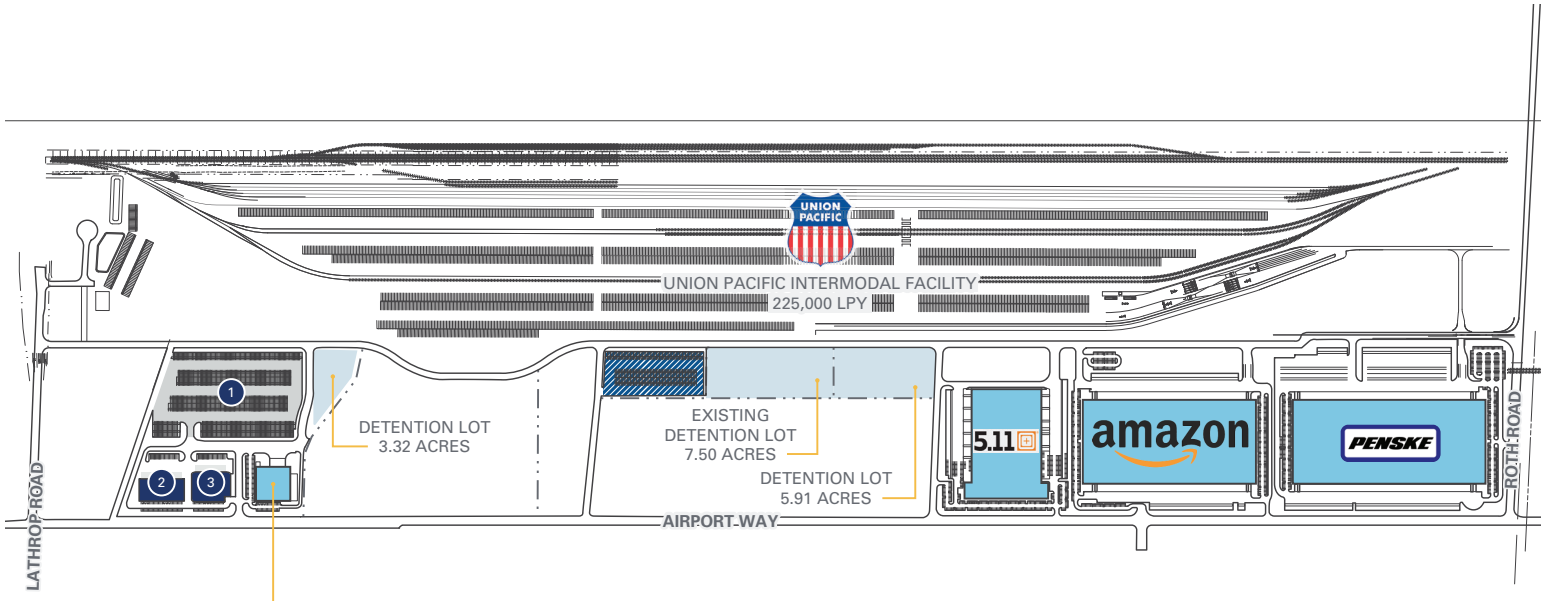 UNION
PACIFIC
UNION PACIFIC INTERMODAL FACILITY
225,000 LPY
1
2
3
DETENTION LOT
3.32 ACRES
EXISTING
DETENTION LOT
7.50 ACRES
DETENTION LOT
5.91 ACRES
5.11
amazon
PENSKE
LATHROP ROAD
AIRPORT WAY
ROTH ROAD